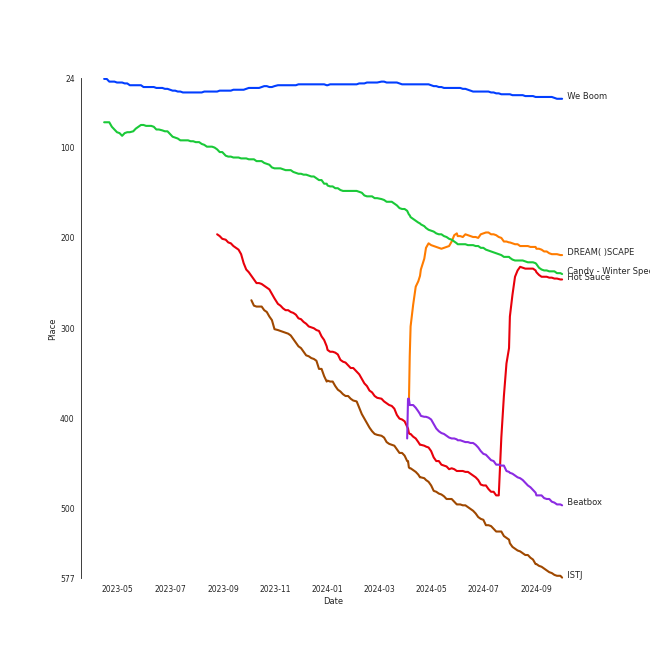 24
We Boom
100
200
DREAM( )SCAPE
Candy - Winter Spec
Hot Sauce
300
Place
400
500
Beatbox
577
ISTJ
2023-05 2023-07 2023-09 2023-11 2024-01 2024-03 2024-05 2024-07 2024-09
Date